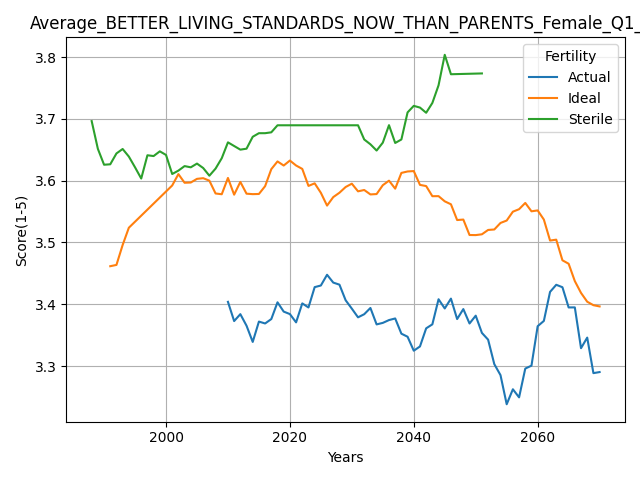 Average_BETTER_LIVING_STANDARDS_NOW_THAN_PARENTS_Female_Q1_
Fertility
Actual
Ideal
Sterile
Score(1-5)
3.8
3.7
3.6
3.5
3.4
3.3
2000 2020 2040 2060
Years